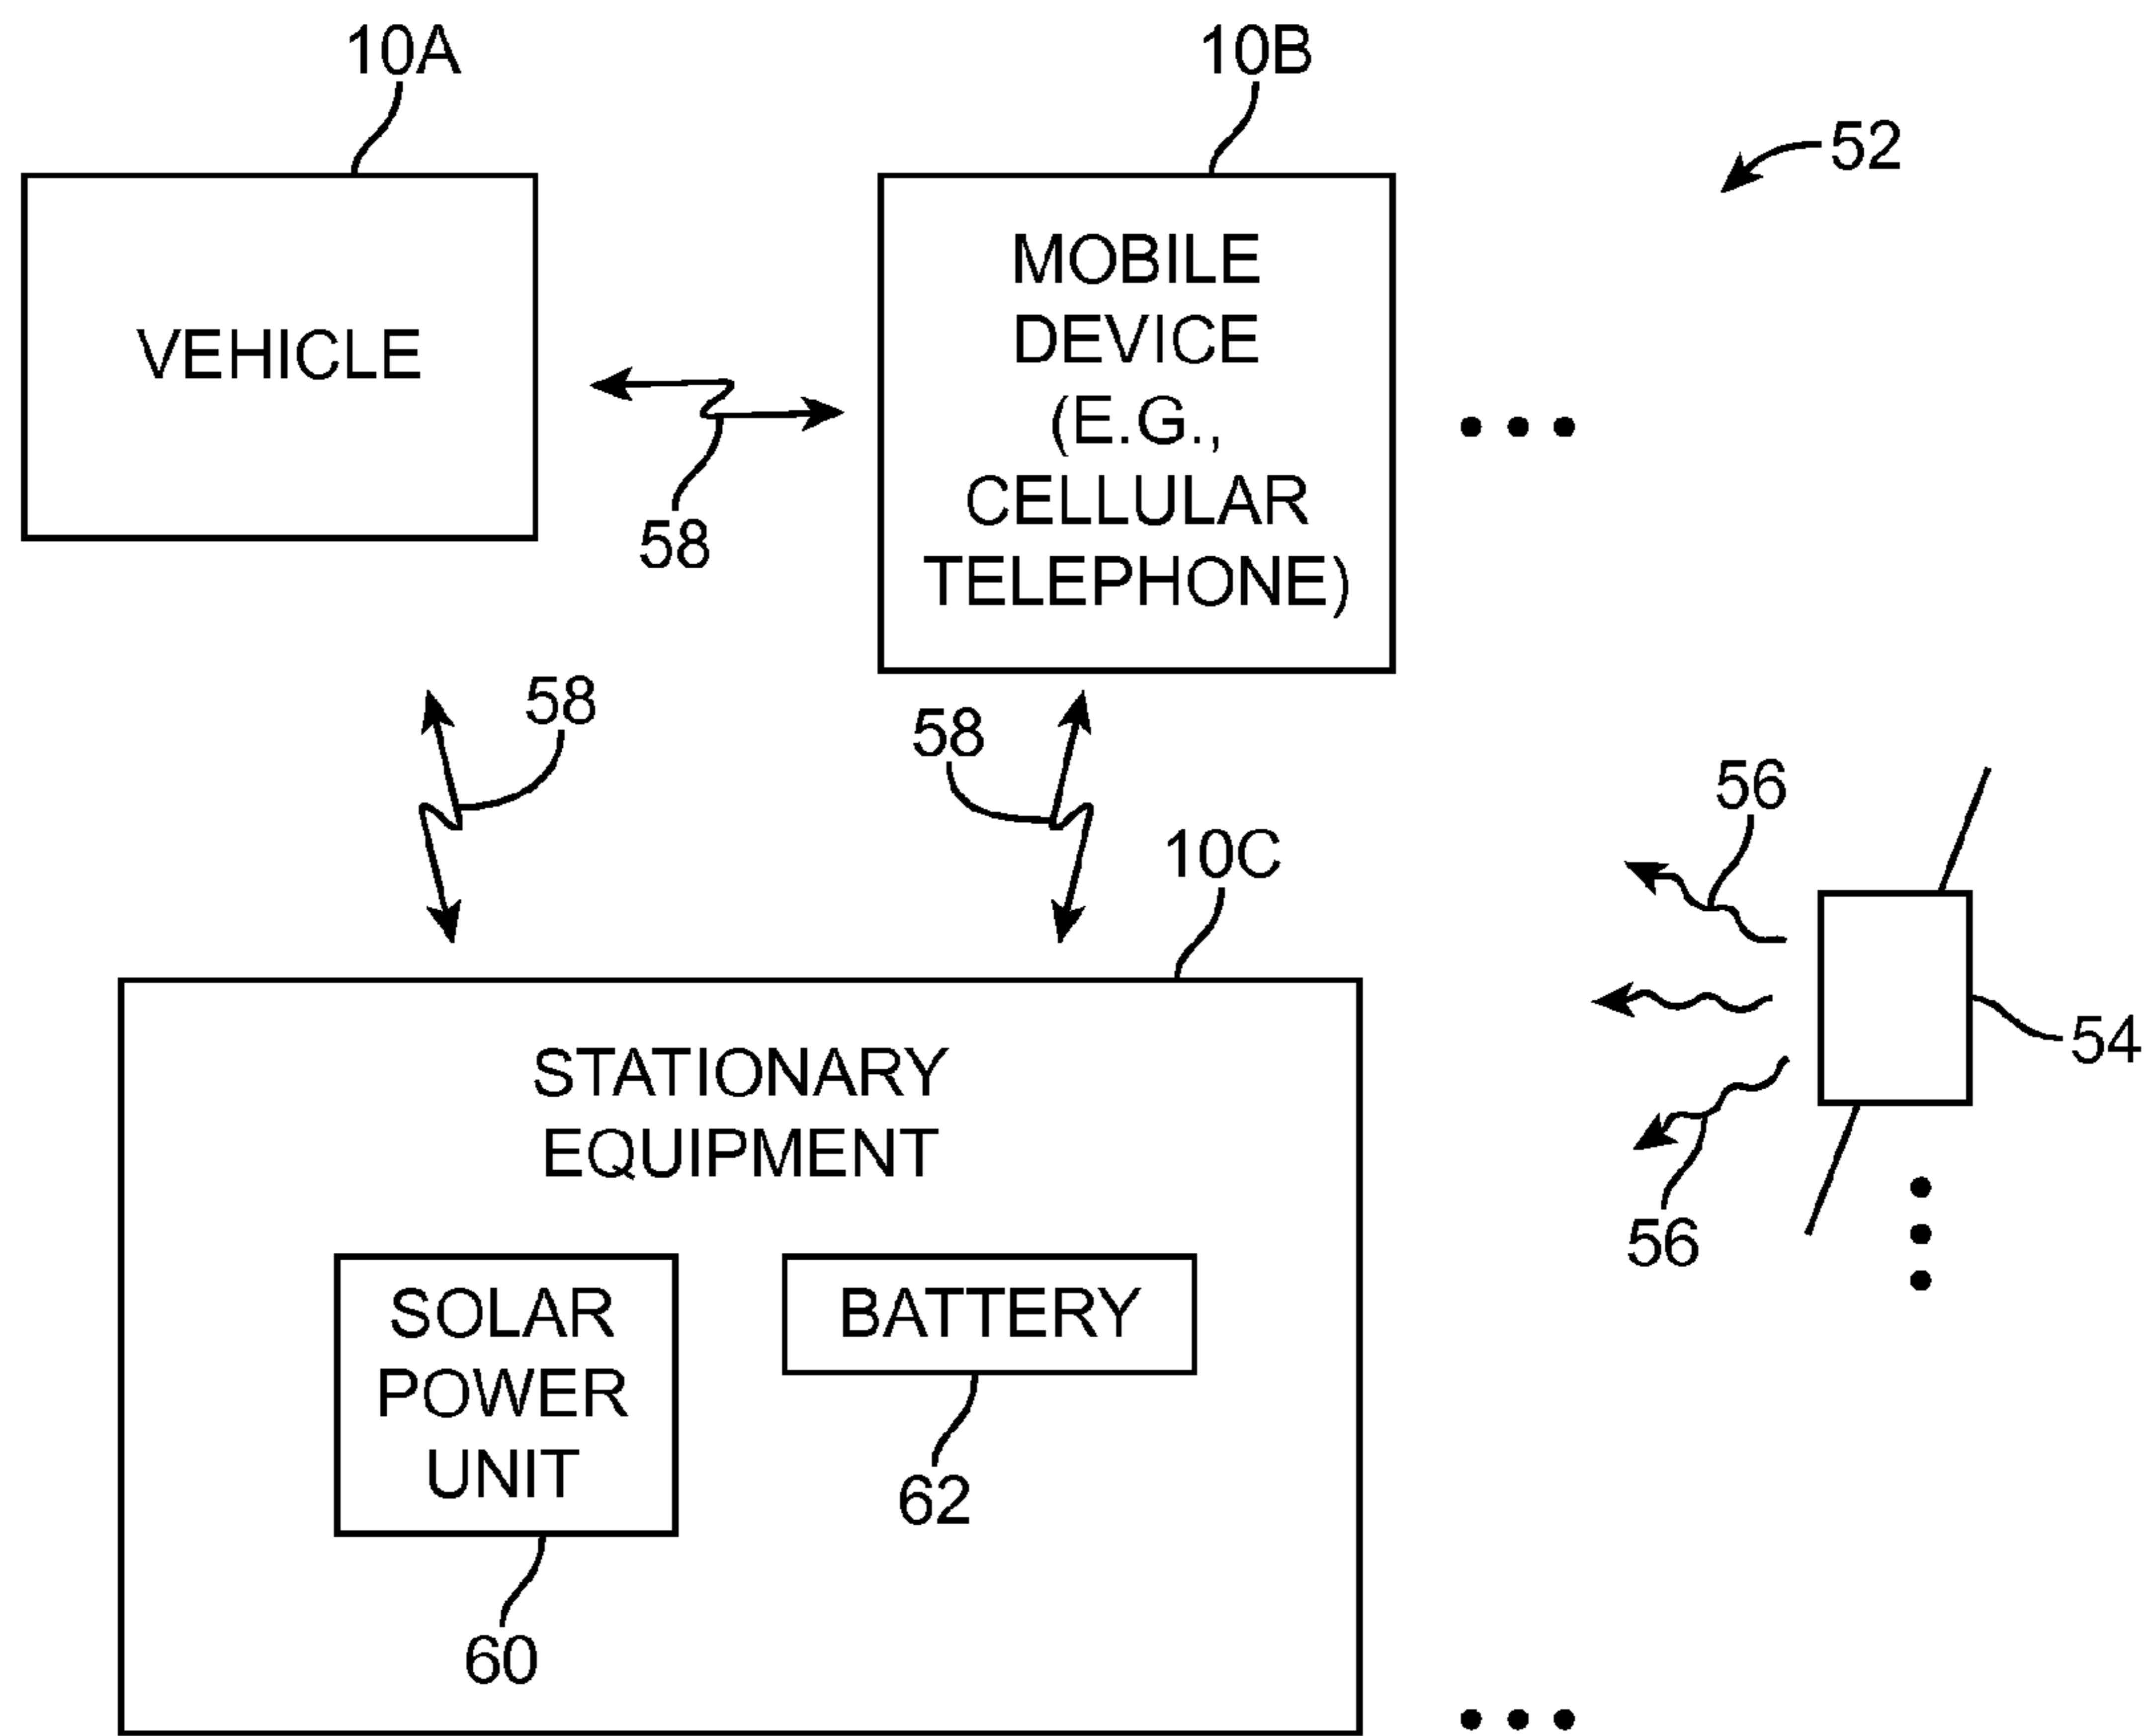 10A
10B
52
VEHICLE
MOBILE
DEVICE
(E.G.,
CELLULAR
TELEPHONE)
58
58
58
56
10C
54
STATIONARY
EQUIPMENT
56
SOLAR
POWER
UNIT
BATTERY
62
60